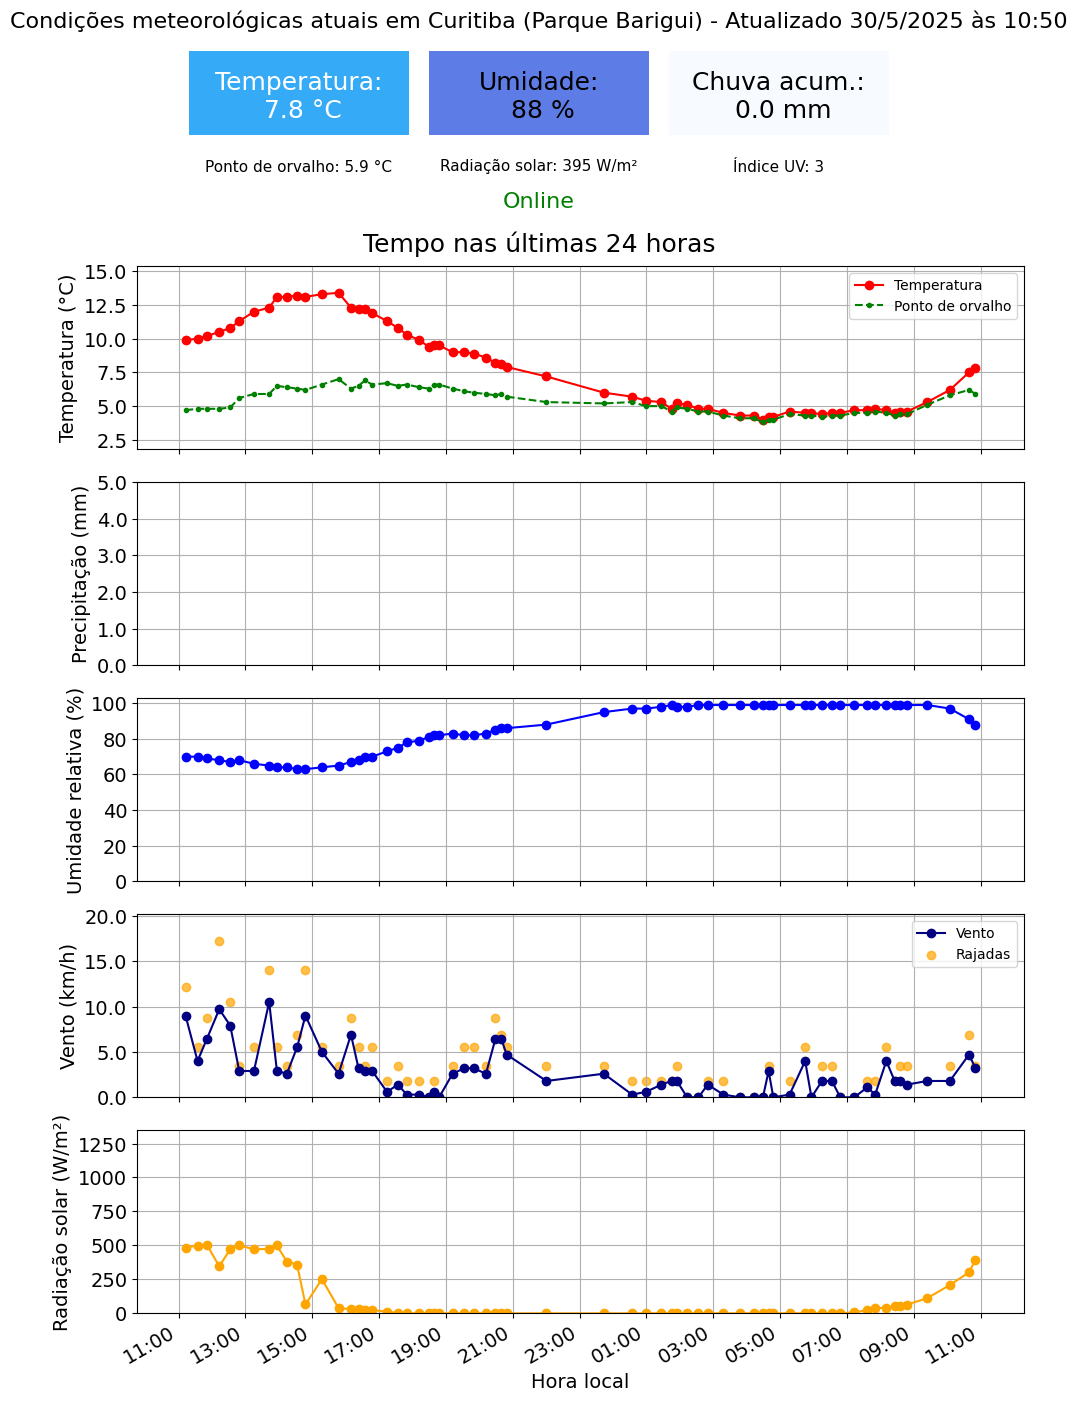 Condições meteorológicas atuais em Curitiba (Parque Barigui) - Atualizado 30/5/2025 às 10:50
Temperatura:
7.8 °C
Umidade:
88 %
Chuva acum.:
0.0 mm
Ponto de orvalho: 5.9 °C
Radiação solar: 395 W/m²
Índice UV: 3
Online
Tempo nas últimas 24 horas
Temperatura (°C)
15.0
12.5
10.0
7.5
5.0
2.5
Temperatura
Ponto de orvalho
Precipitação (mm)
5.0
4.0
3.0
2.0
1.0
0.0
Umidade relativa (%)
100
80
60
40
20
0
Vento (km/h)
20.0
15.0
10.0
5.0
0.0
Vento
Rajadas
Radiação solar (W/m²)
1250
1000
750
500
250
0
11:00
13:00
15:00
17:00
19:00
21:00
23:00
01:00
03:00
05:00
07:00
09:00
11:00
Hora local